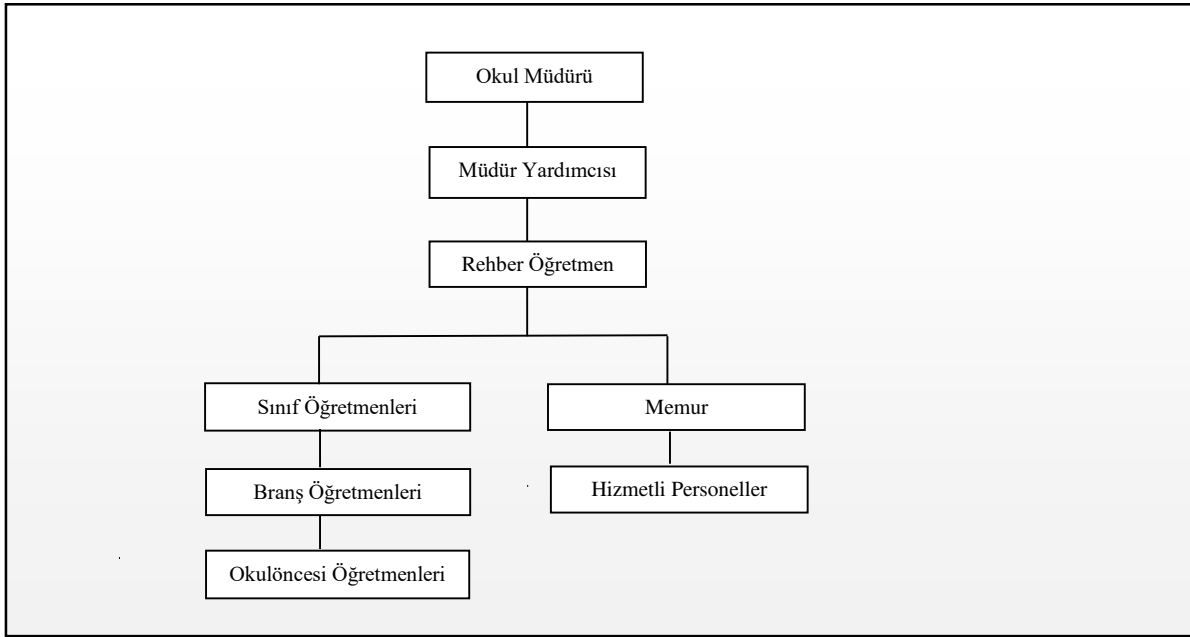 Okul Müdürü
Müdür Yardımcısı
Rehber Öğretmen
Sınıf Öğretmenleri
Memur
Branş Öğretmenleri
Hizmetli Personeller
Okulöncesi Öğretmenleri